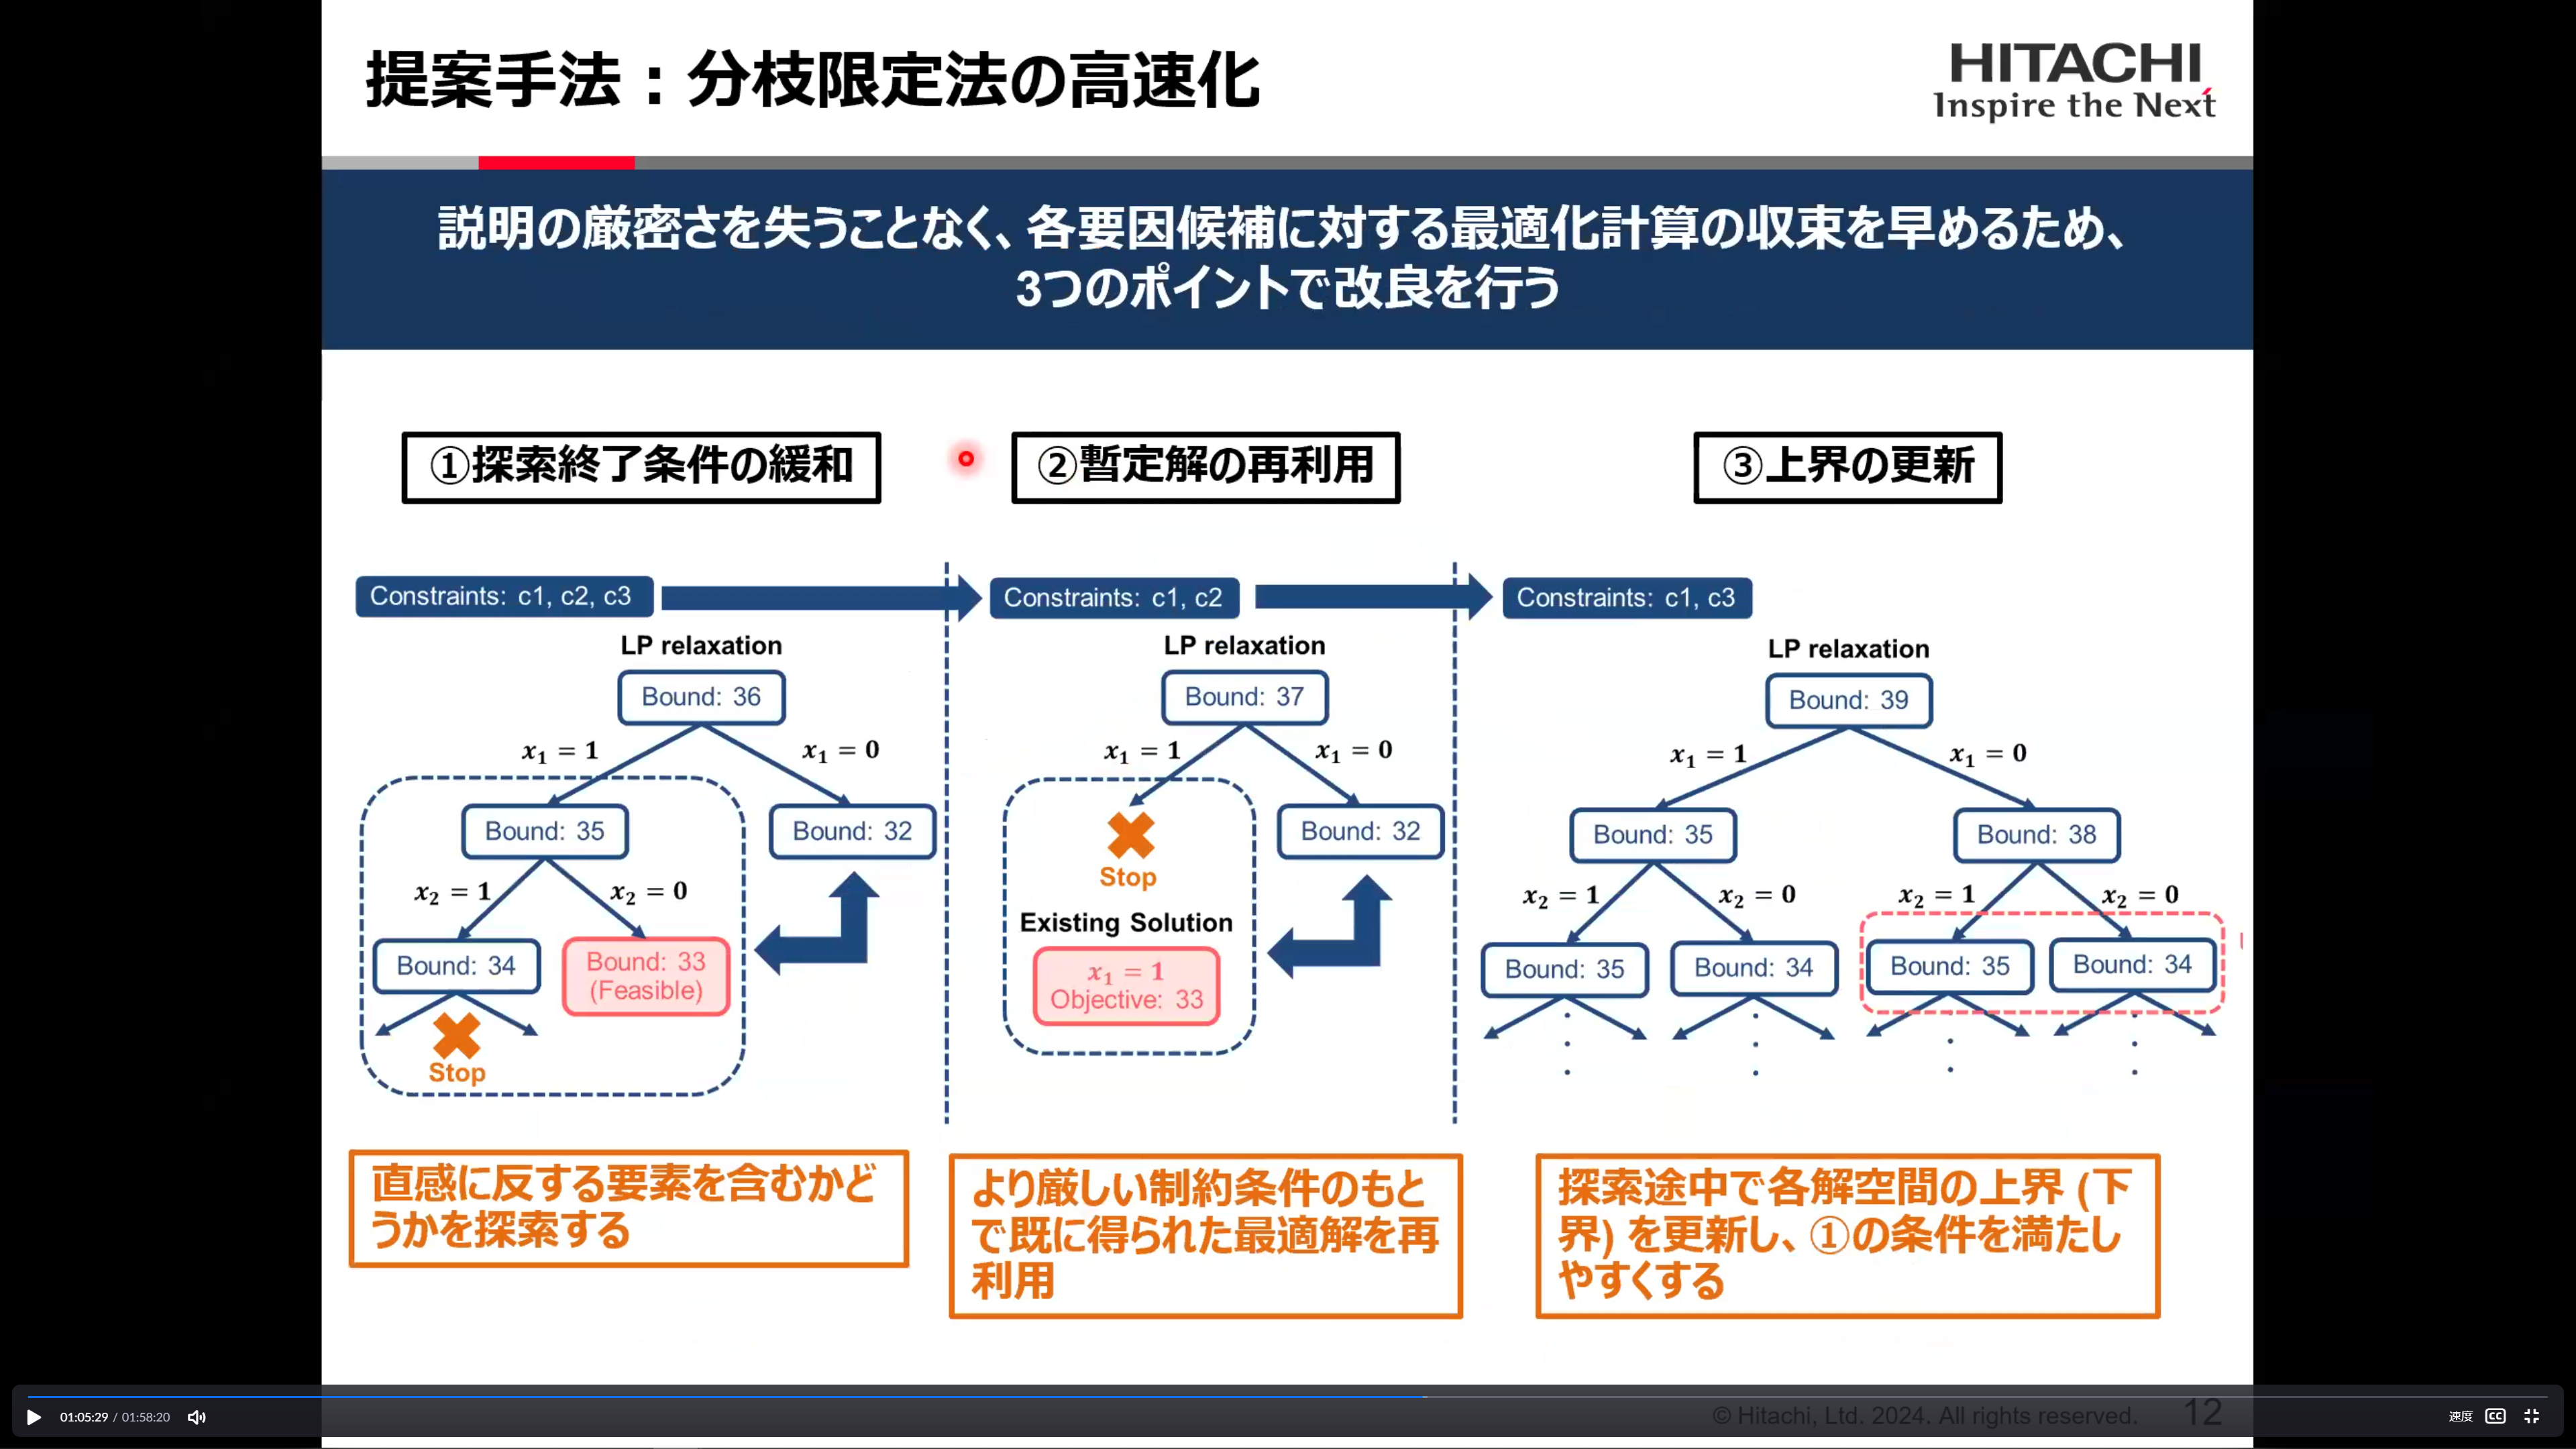 提案手法：分枝限定法の高速化
HITACHI
Inspire the Next
説明の厳密さを失うことなく、各要因候補に対する最適化計算の収束を早めるため、
3つのポイントで改良を行う
①探索終了条件の緩和
②暫定解の再利用
③上界の更新
Constraints: c1, c2, c3
LP relaxation
Bound: 36
x₁ = 1
x₁ = 0
Bound: 35
Bound: 32
x₂ = 1
x₂ = 0
Bound: 34
Bound: 33
(Feasible)
Stop
直感に反する要素を含むかど
うかを探索する
Constraints: c1, c2
LP relaxation
Bound: 37
x₁ = 1
x₁ = 0
Bound: 32
Stop
Existing Solution
x₁ = 1
Objective: 33
より厳しい制約条件のもと
で既に得られた最適解を再
利用
Constraints: c1, c3
LP relaxation
Bound: 39
x₁ = 1
x₁ = 0
Bound: 35
Bound: 38
x₂ = 1
x₂ = 0
x₂ = 1
x₂ = 0
Bound: 35
Bound: 34
Bound: 35
Bound: 34
探索途中で各解空間の上界 (下
界) を更新し、①の条件を満たし
やすくする
© Hitachi, Ltd. 2024. All rights reserved.
12
01:05:29 / 01:58:20
速度
CC